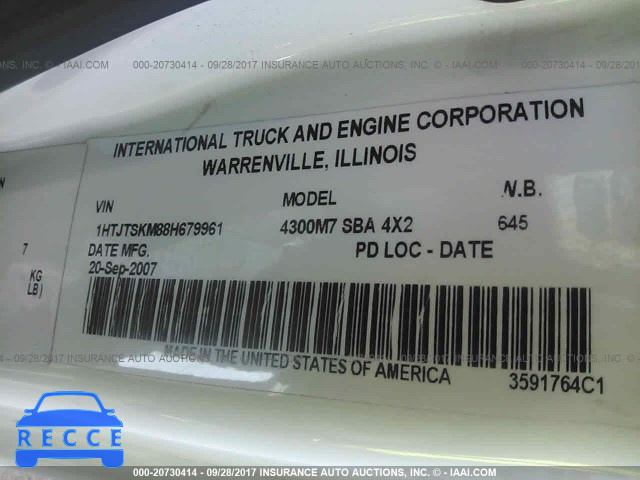 000-20730414 - 09/28/2017 INSURANCE AUTO AUCTIONS, INC. - © IAAI.COM
INTERNATIONAL TRUCK AND ENGINE CORPORATION
WARRENVILLE, ILLINOIS
VIN MODEL N.B.
1HTJTSKM88H679961 4300M7 SBA 4X2 645
DATE MFG. PD LOC - DATE
20-Sep-2007
7
KG
LB)
MADE IN THE UNITED STATES OF AMERICA
3591764C1
RECCE
000-20730414 - 09/28/2017 INSURANCE AUTO AUCTIONS, INC. - © IAAI.COM